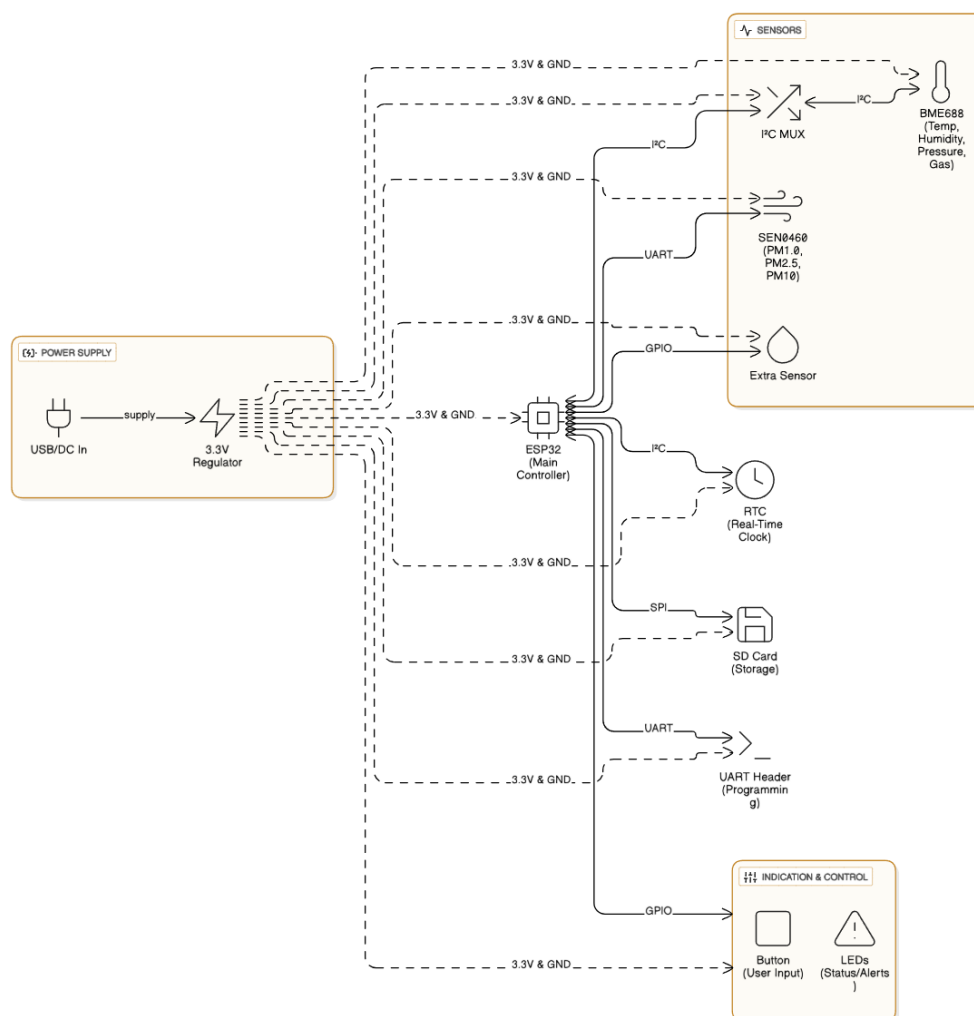 SENSORS
3.3V & GND
3.3V & GND
I²C
I²C MUX
BME688
(Temp,
Humidity,
Pressure,
Gas)
I²C
3.3V & GND
SEN0460
(PM1.0,
PM2.5,
PM10)
UART
3.3V & GND
GPIO
Extra Sensor
POWER SUPPLY
supply
USB/DC In
3.3V
Regulator
3.3V & GND
ESP32
(Main
Controller)
I²C
RTC
(Real-Time
Clock)
3.3V & GND
SPI
SD Card
(Storage)
3.3V & GND
UART
UART Header
(Programmin
g)
3.3V & GND
INDICATION & CONTROL
GPIO
Button
(User Input)
LEDs
(Status/Alerts
)
3.3V & GND